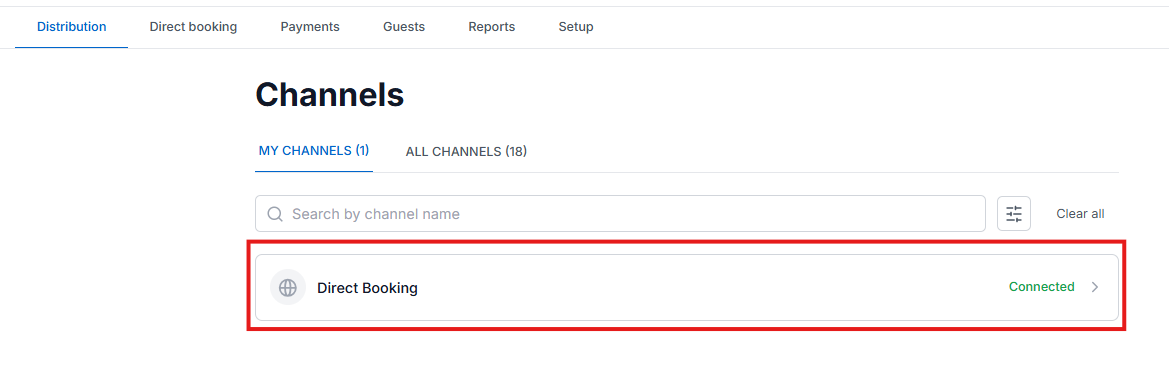 Distribution Direct booking Payments Guests Reports Setup
Channels
MY CHANNELS (1) ALL CHANNELS (18)
Search by channel name Clear all
Direct Booking Connected